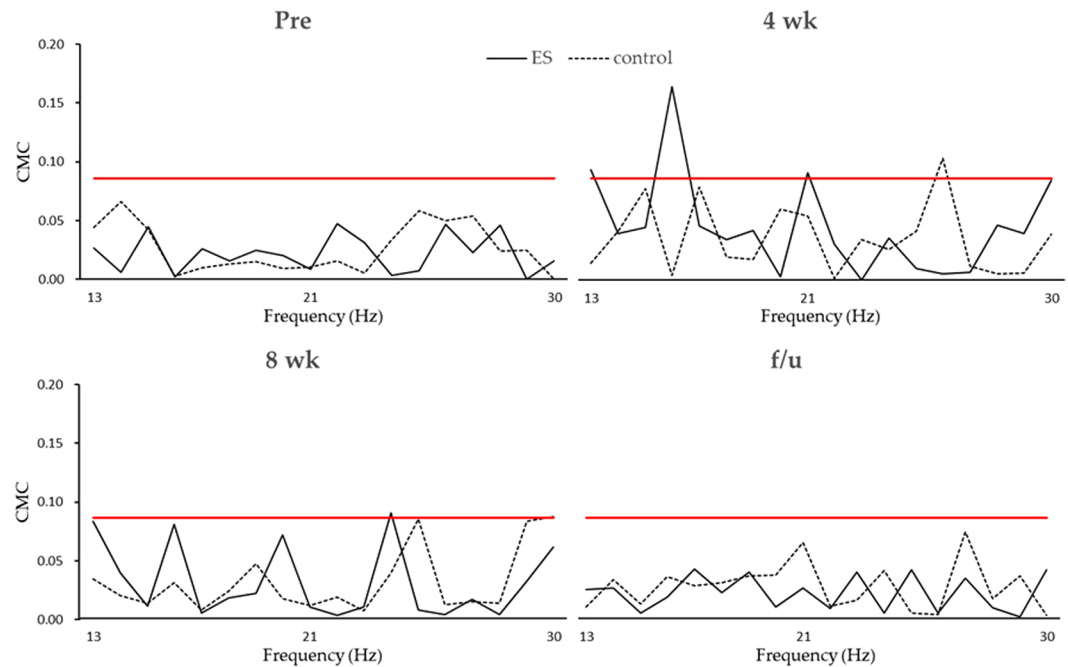 Pre
4 wk
0.20
0.15
0.10
0.05
0.00
CMC
ES
control
13
21
30
13
21
30
Frequency (Hz)
Frequency (Hz)
8 wk
f/u
0.20
0.15
0.10
0.05
0.00
CMC
13
21
30
13
21
30
Frequency (Hz)
Frequency (Hz)